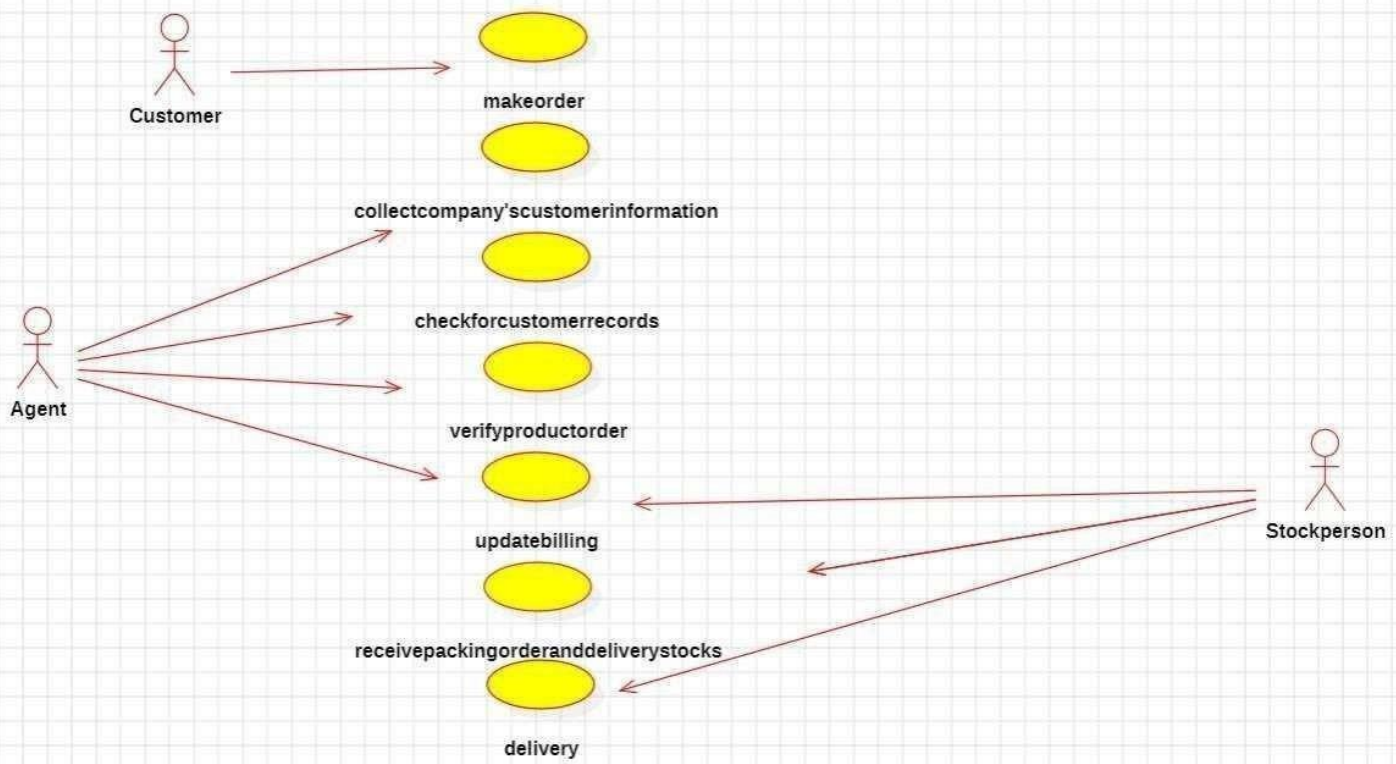 Customer
makeorder
collectcompany'scustomerinformation
checkforcustomerrecords
Agent
verifyproductorder
Stockperson
updatebilling
receivepackingorderanddeliverystocks
delivery